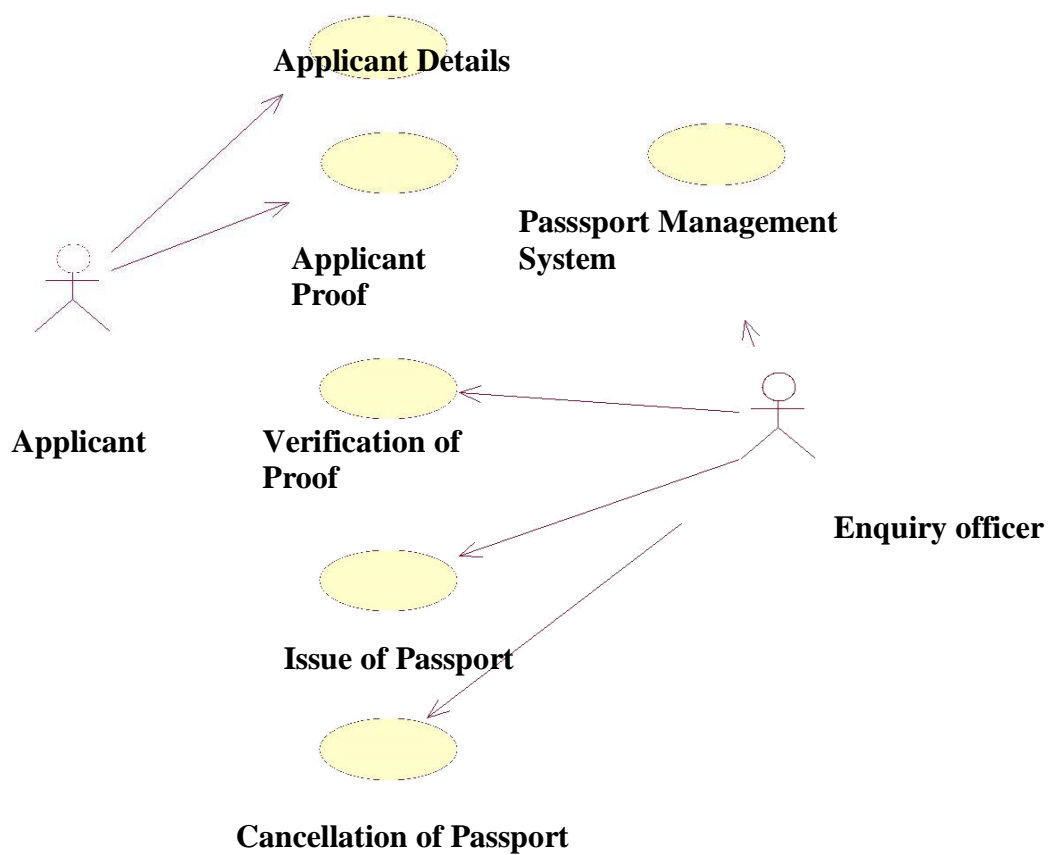 Applicant Details
Passsport Management
System
Applicant
Proof
Applicant
Verification of
Proof
Enquiry officer
Issue of Passport
Cancellation of Passport